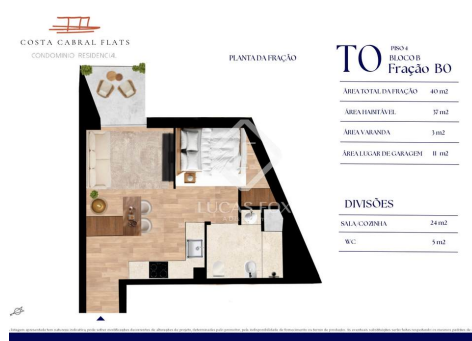 COSTA CABRAL FLATS
CONDOMÍNIO RESIDENCIAL
PLANTA DA FRAÇÃO
T0
PISO 4
BLOCO B
Fração BO
ÁREA TOTAL DA FRAÇÃO 40 m2
ÁREA HABITÁVEL 37 m2
ÁREA VARANDA 3 m2
ÁREA LUGAR DE GARAGEM 11 m2
LUCAS FOX
DIVISÕES
SALA/COZINHA 24 m2
WC 5 m2